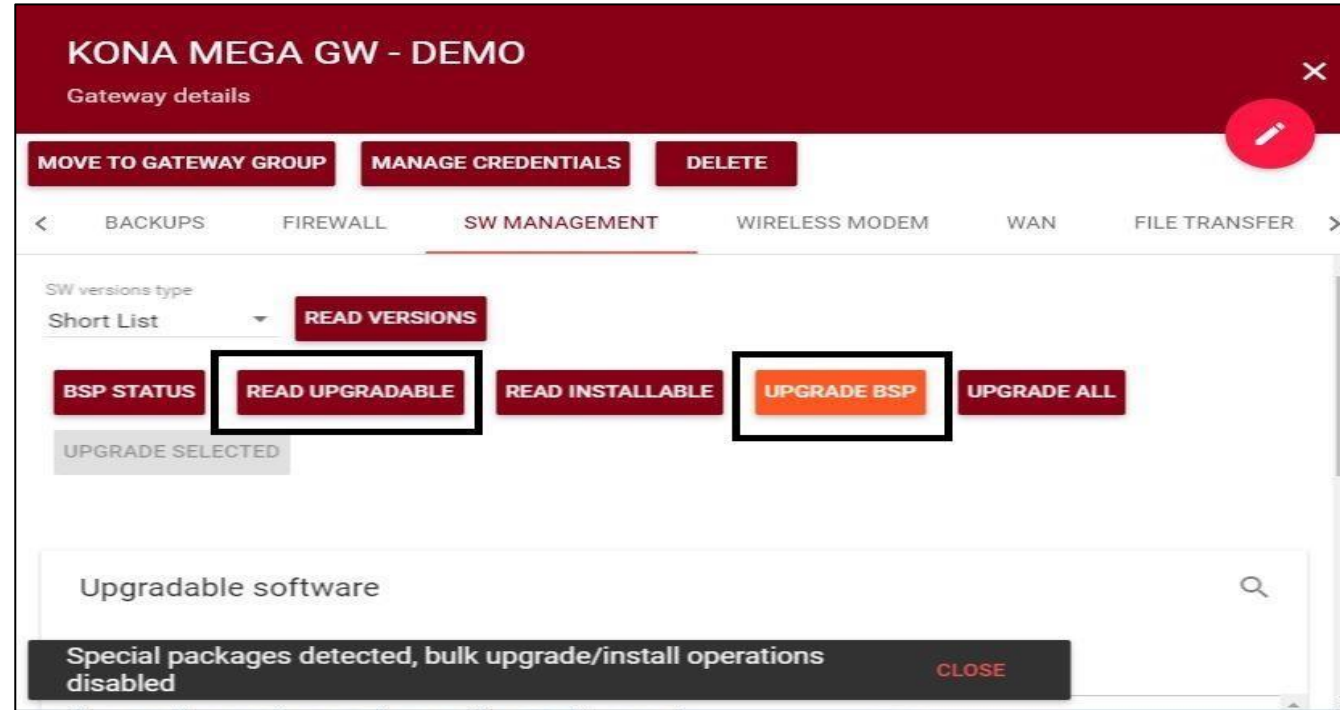 KONA MEGA GW - DEMO
Gateway details
MOVE TO GATEWAY GROUP MANAGE CREDENTIALS DELETE
BACKUPS FIREWALL SW MANAGEMENT WIRELESS MODEM WAN FILE TRANSFER
SW versions type
Short List READ VERSIONS
BSP STATUS READ UPGRADABLE READ INSTALLABLE UPGRADE BSP UPGRADE ALL
UPGRADE SELECTED
Upgradable software
Special packages detected, bulk upgrade/install operations
disabled
CLOSE